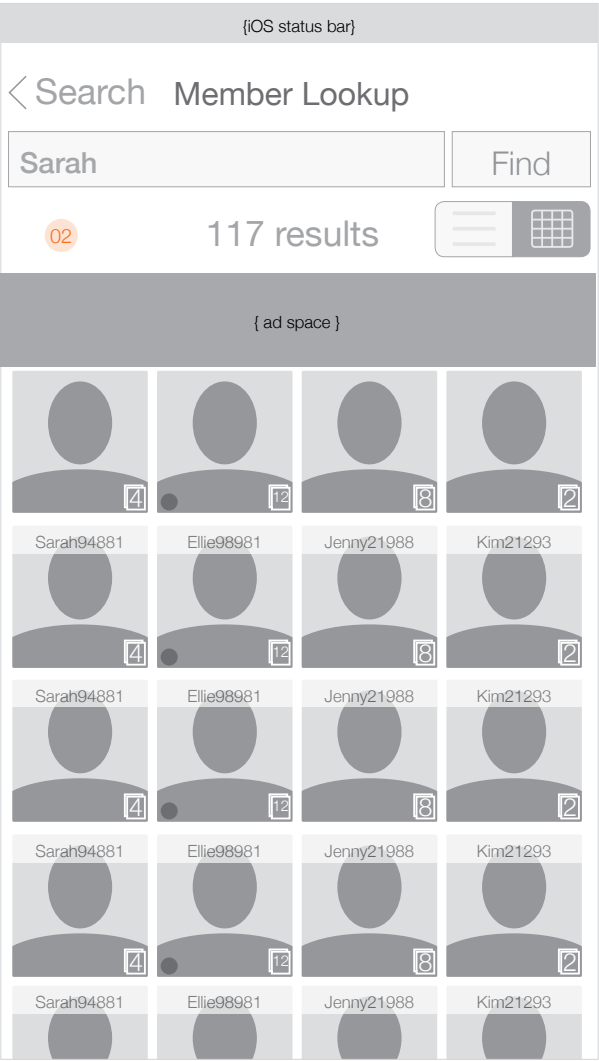 {iOS status bar}
Search Member Lookup
Sarah Find
02 117 results
{ ad space }
4 12 8 2
Sarah94881 Ellie98981 Jenny21988 Kim21293
4 12 8 2
Sarah94881 Ellie98981 Jenny21988 Kim21293
4 12 8 2
Sarah94881 Ellie98981 Jenny21988 Kim21293
4 12 8 2
Sarah94881 Ellie98981 Jenny21988 Kim21293